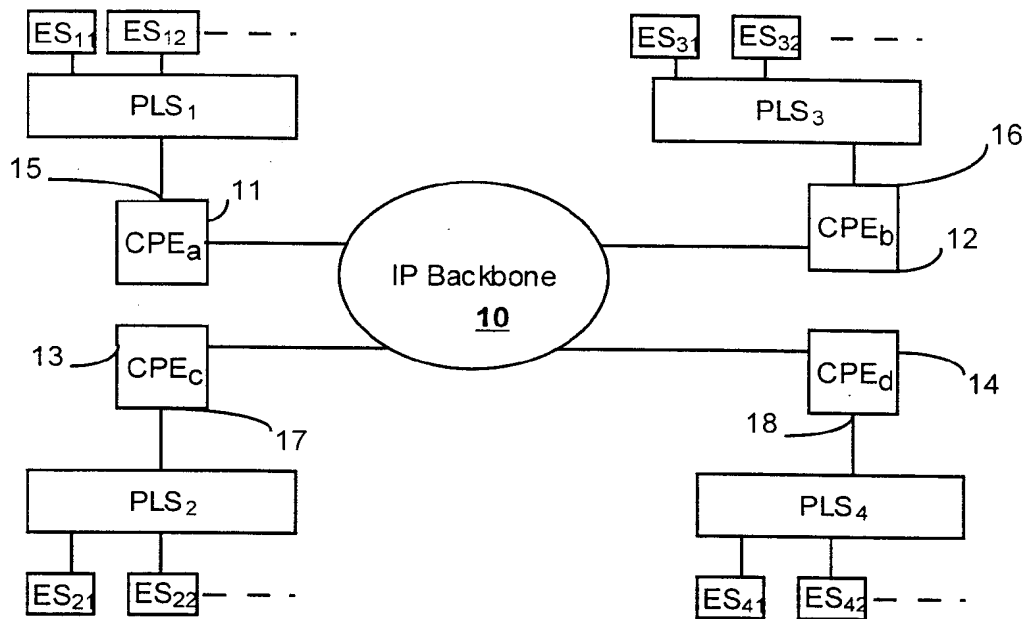 ES11 ES12
ES31 ES32
PLS1
PLS3
15
11
16
CPEa
CPEb
12
IP Backbone
10
13
CPEc
CPEd
14
17
18
PLS2
PLS4
ES21 ES22
ES41 ES42